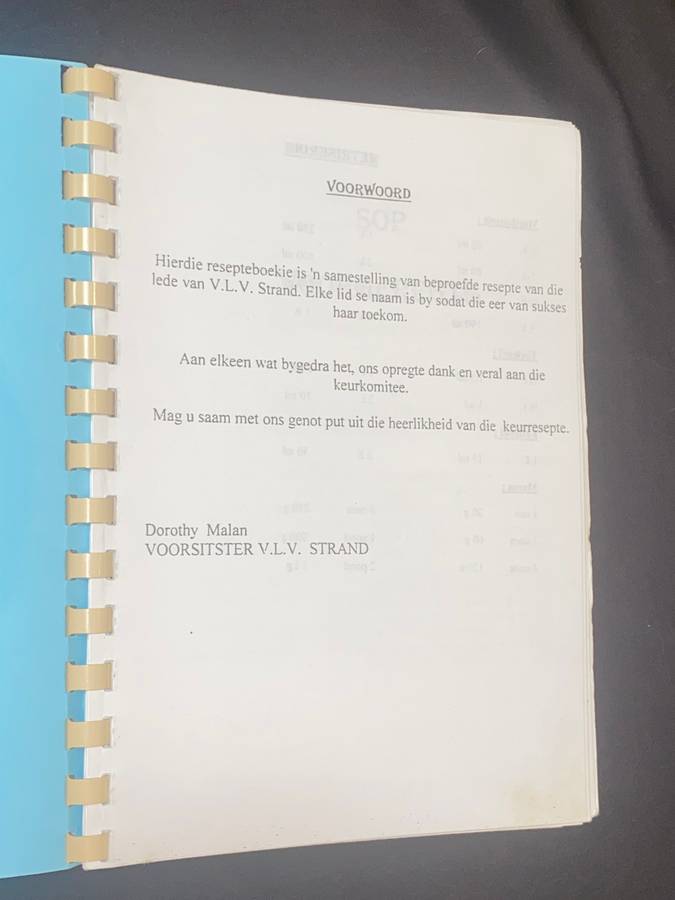 VOORWOORD
Hierdie resepteboekie is 'n samestelling van beproefde resepte van die
lede van V.L.V. Strand. Elke lid se naam is by sodat die eer van sukses
haar toekom.
Aan elkeen wat bygedra het, ons opregte dank en veral aan die
keurkomitee.
Mag u saam met ons genot put uit die heerlikheid van die keurresepte.
Dorothy Malan
VOORSITSTER V.L.V. STRAND